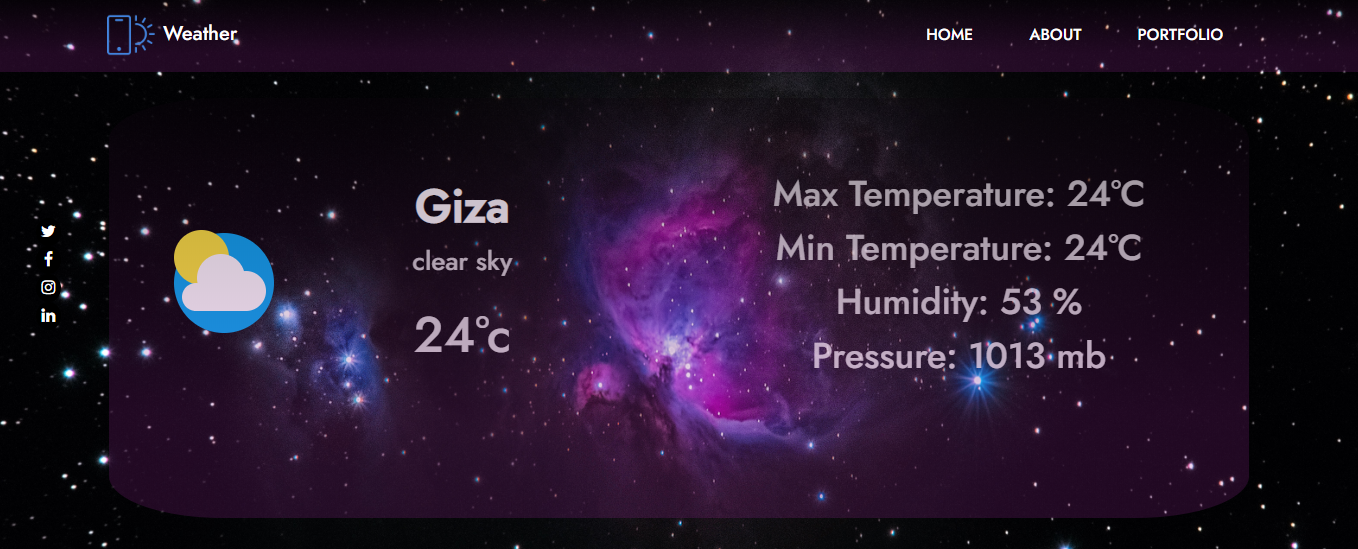 Weather
HOME
ABOUT
PORTFOLIO
Giza
clear sky
24°c
Max Temperature: 24°C
Min Temperature: 24°C
Humidity: 53 %
Pressure: 1013 mb